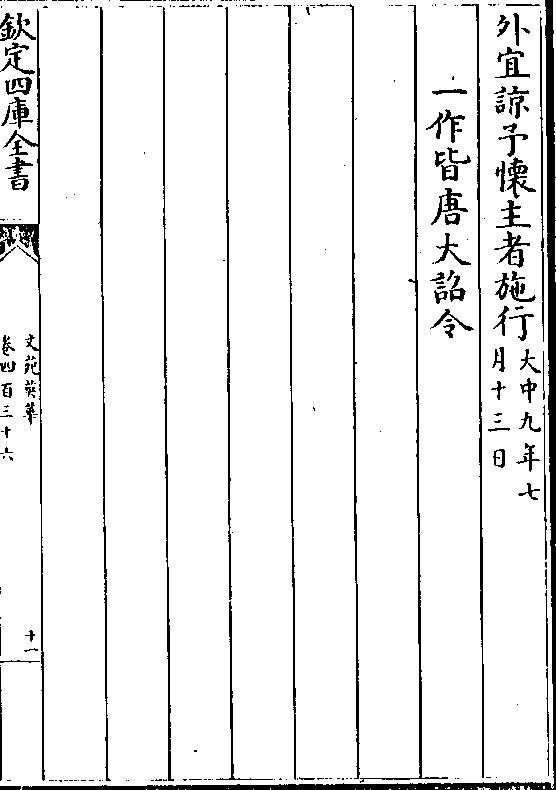 外宜諒予懐主者施行大中九年七
月十三日
一作皆唐大詔令
欽定四庫全書
文苑英華
卷四百三十六
十一